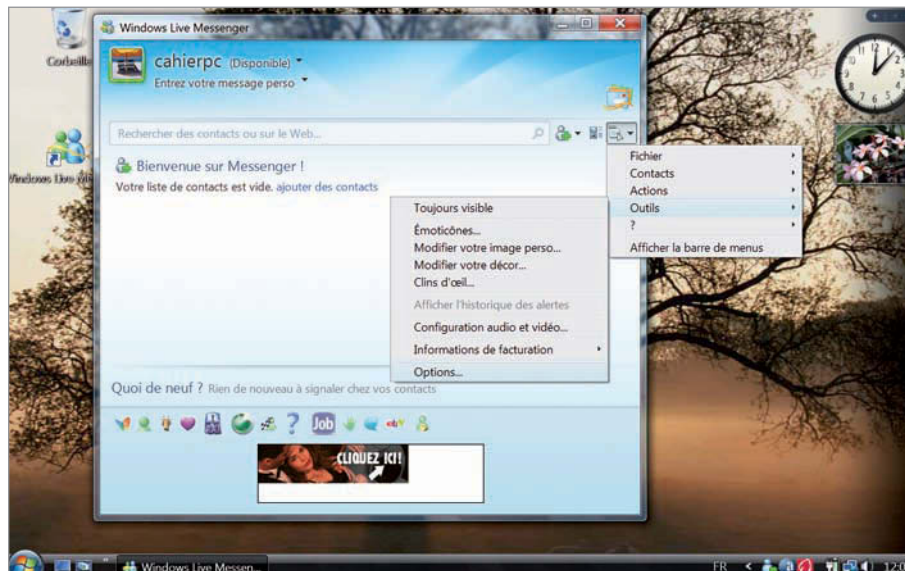 Corbeille
Windows Live Messenger
cahierpc (Disponible)
Entrez votre message perso
Rechercher des contacts ou sur le Web...
Bienvenue sur Messenger !
Votre liste de contacts est vide. ajouter des contacts
Fichier
Contacts
Actions
Outils
?
Afficher la barre de menus
Toujours visible
Émoticônes...
Modifier votre image perso...
Modifier votre décor...
Clins d'œil...
Afficher l'historique des alertes
Configuration audio et vidéo...
Informations de facturation
Options...
Quoi de neuf ? Rien de nouveau à signaler chez vos contacts
Job
ebY
CLIQUEZ ICI!
Windows Live Messen...
FR
12:0